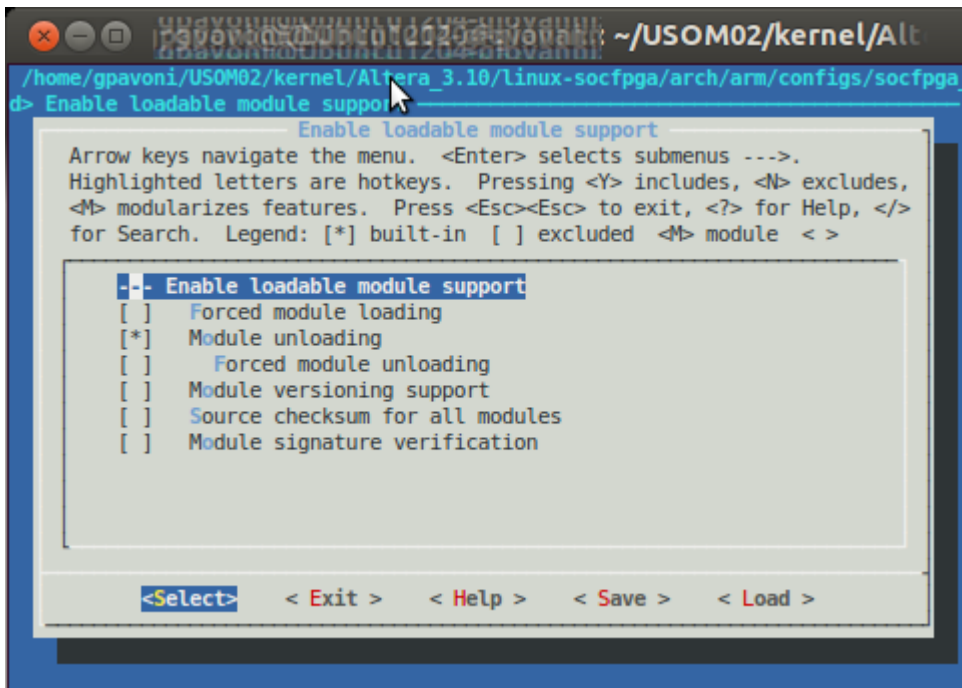 ~/USOM02/kernel/Alt
/home/gpavoni/USOM02/kernel/Altera_3.10/linux-socfpga/arch/arm/configs/socfpga_
d> Enable loadable module suppor
Enable loadable module support
Arrow keys navigate the menu.  <Enter> selects submenus --->.
Highlighted letters are hotkeys.  Pressing <Y> includes, <N> excludes,
<M> modularizes features.  Press <Esc><Esc> to exit, <?> for Help, </>
for Search.  Legend: [*] built-in  [ ] excluded  <M> module  < >
--- Enable loadable module support
[ ]   Forced module loading
[*]   Module unloading
[ ]     Forced module unloading
[ ]   Module versioning support
[ ]   Source checksum for all modules
[ ]   Module signature verification
<Select>    < Exit >    < Help >    < Save >    < Load >